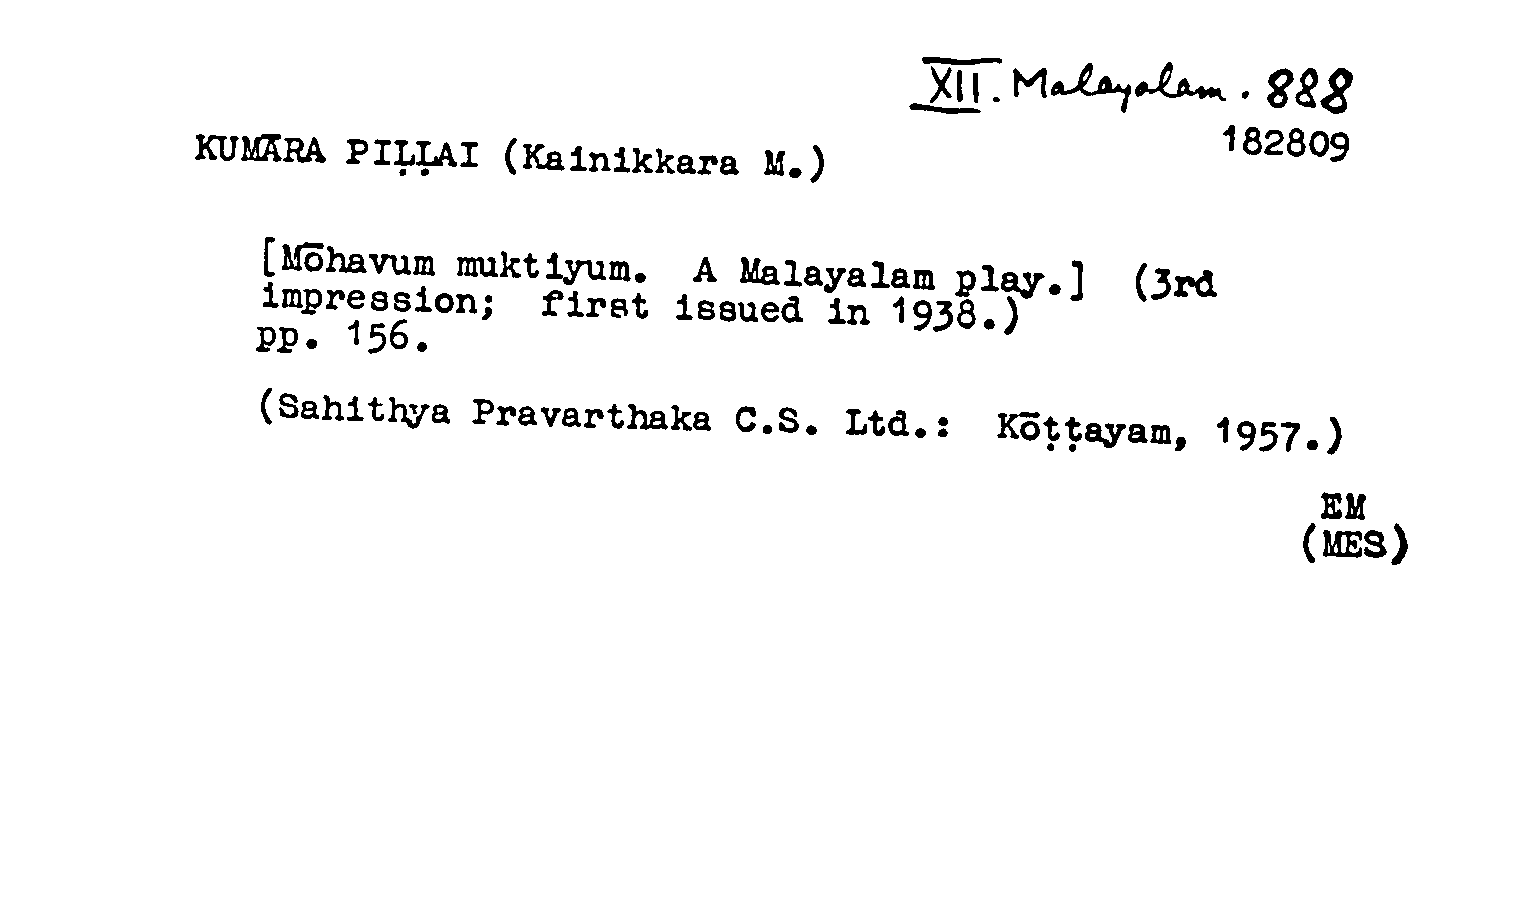 XII. Malayalam. 888
182809
KUMĀRA PIḶḶAI (Kainikkara M.)
[Mōhavum muktiyum. A Malayalam play.] (3rd
impression; first issued in 1938.)
pp. 156.
(Sahithya Pravarthaka C.S. Ltd.: Kōṭṭayam, 1957.)
EM
(MES)